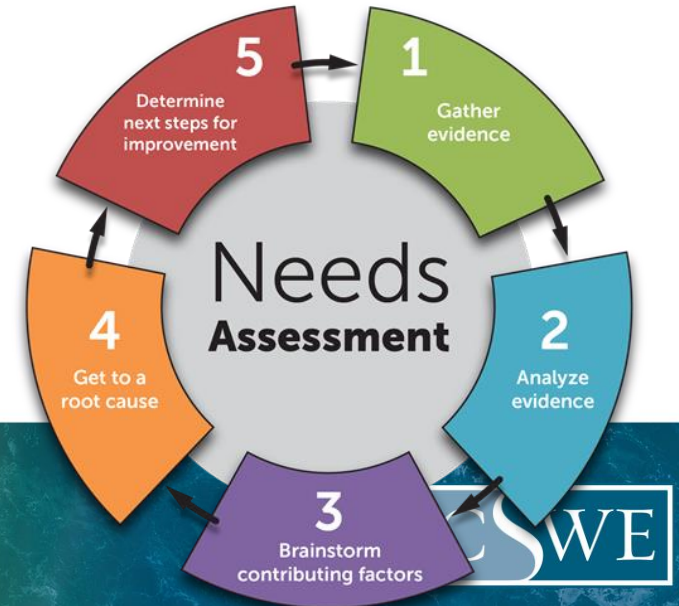 Needs
Assessment
1
Gather
evidence
2
Analyze
evidence
3
Brainstorm
contributing factors
4
Get to a
root cause
5
Determine
next steps for
improvement
CSWE